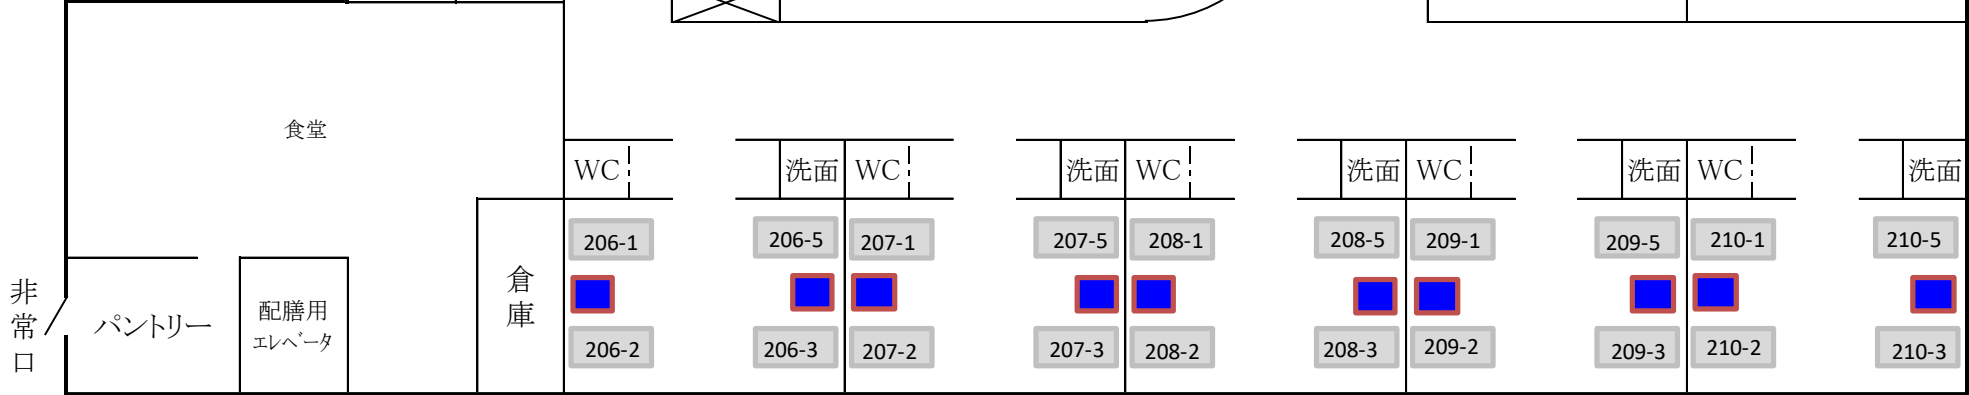 食堂
WC
洗面
WC
洗面
WC
洗面
WC
洗面
WC
洗面
206-1
206-5
207-1
207-5
208-1
208-5
209-1
209-5
210-1
210-5
非常口
パントリー
配膳用
エレベータ
倉庫
206-2
206-3
207-2
207-3
208-2
208-3
209-2
209-3
210-2
210-3